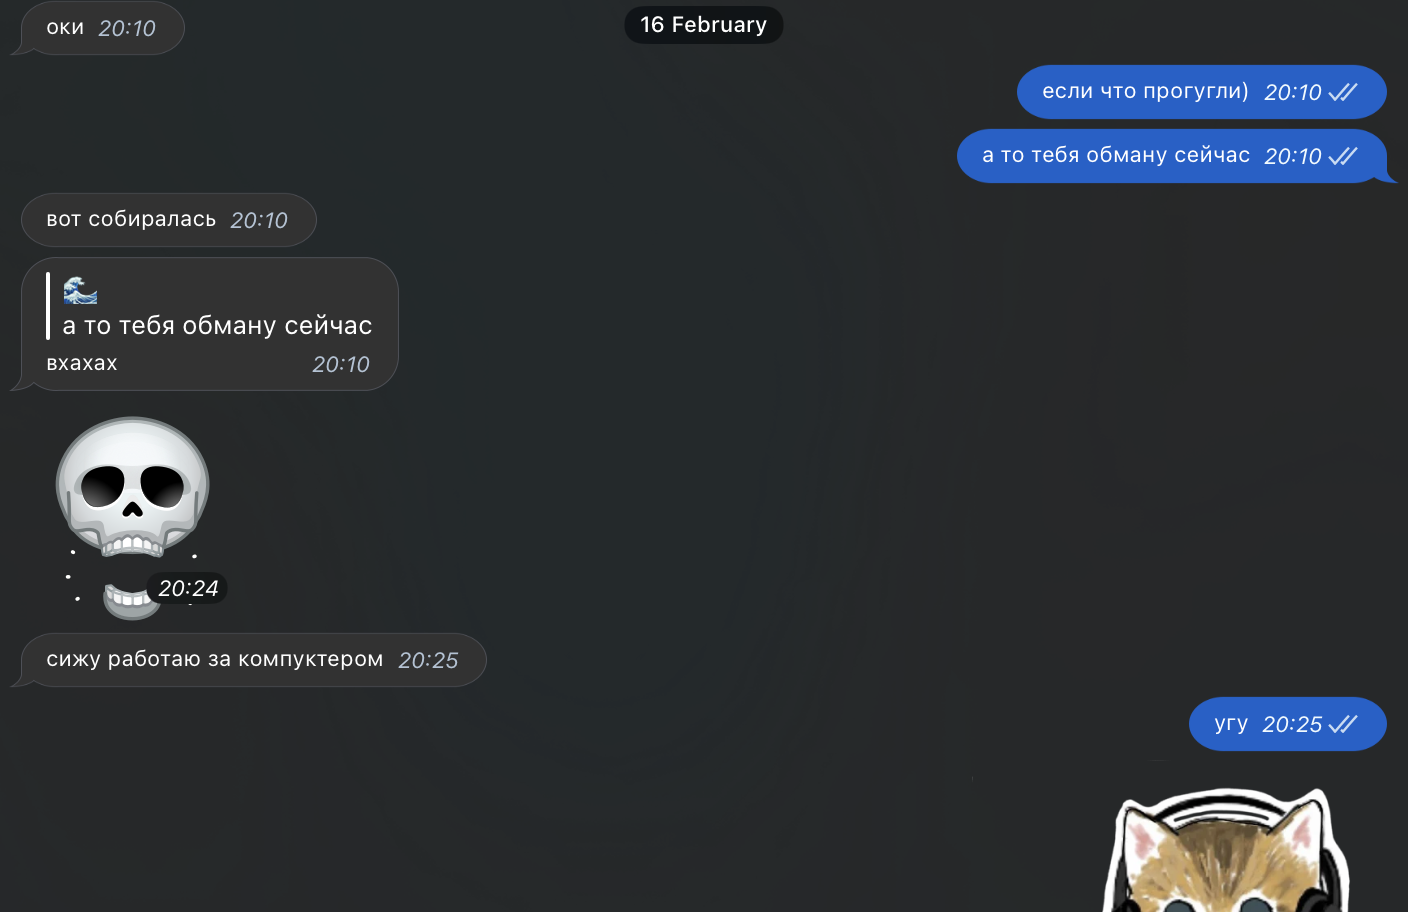 оки 20:10
16 February
если что прогугли) 20:10
а то тебя обману сейчас 20:10
вот собиралась 20:10
🌊
а то тебя обману сейчас
вхахах 20:10
20:24
сижу работаю за компуктером 20:25
угу 20:25